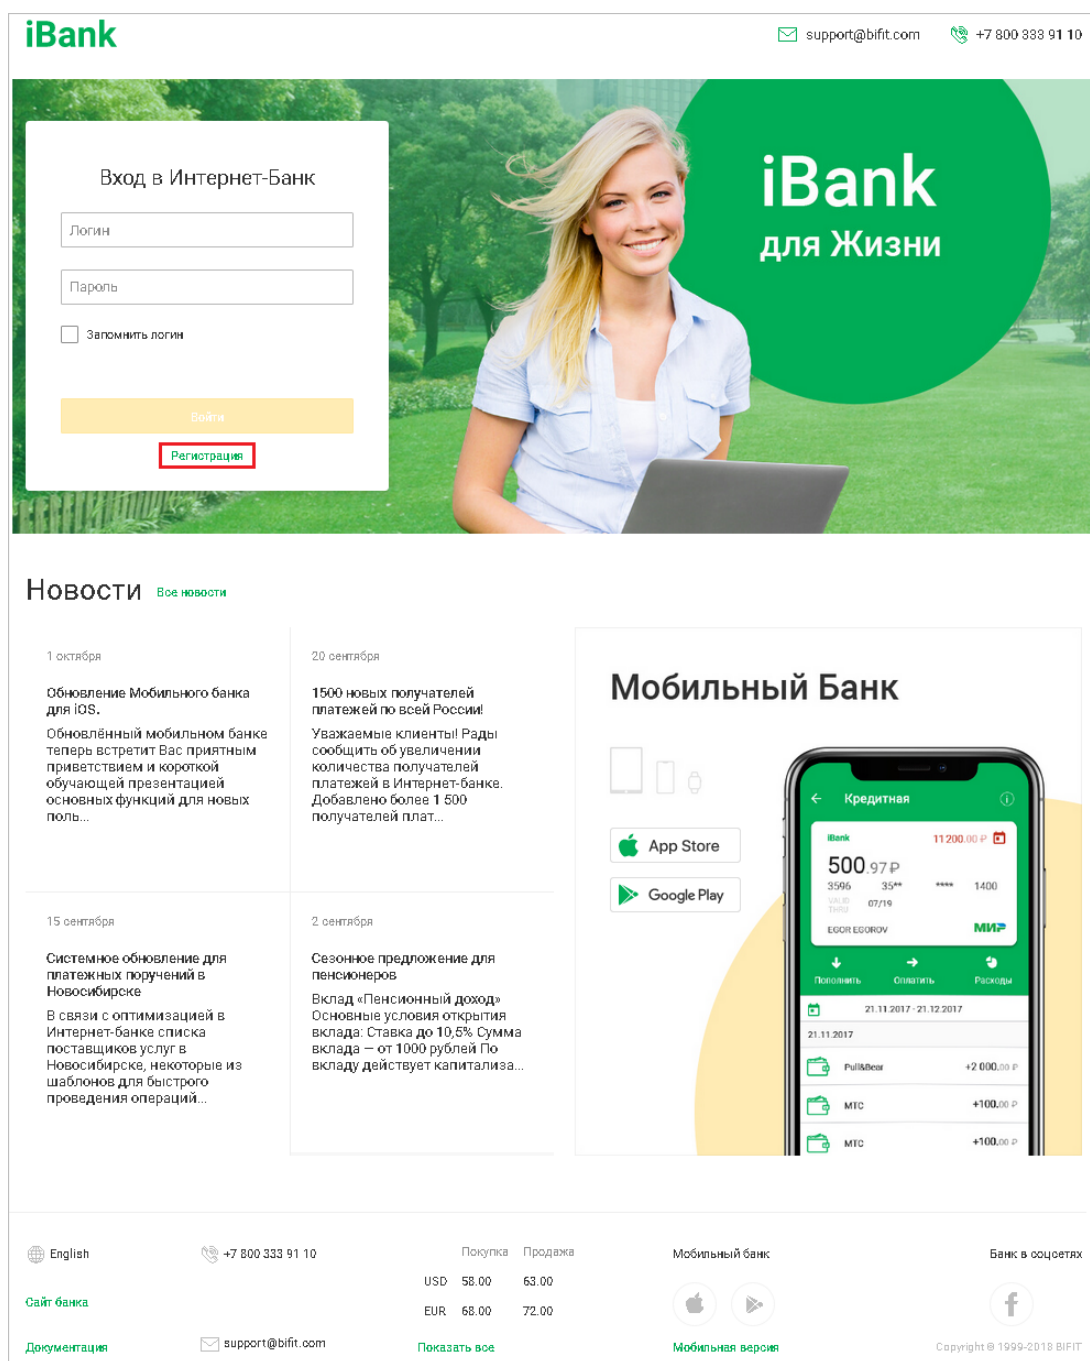 iBank
support@bifit.com
+7 800 333 91 10
Вход в Интернет-Банк
Логин
Пароль
Запомнить логин
Войти
Регистрация
iBank
для Жизни
Новости Все новости
1 октября
Обновление Мобильного банка
для iOS.
Обновлённый мобильном банке
теперь встретит Вас приятным
приветствием и короткой
обучающей презентацией
основных функций для новых
поль...
20 сентября
1500 новых получателей
платежей по всей России!
Уважаемые клиенты! Рады
сообщить об увеличении
количества получателей
платежей в Интернет-банке.
Добавлено более 1 500
получателей плат...
15 сентября
Системное обновление для
платежных поручений в
Новосибирске
В связи с оптимизацией в
Интернет-банке списка
поставщиков услуг в
Новосибирске, некоторые из
шаблонов для быстрого
проведения операций...
2 сентября
Сезонное предложение для
пенсионеров
Вклад «Пенсионный доход»
Основные условия открытия
вклада: Ставка до 10,5% Сумма
вклада — от 1000 рублей По
вкладу действует капитализа...
Мобильный Банк
App Store
Google Play
Кредитная
iBank 11 200.00 ₽
500.97 ₽
3596 35** **** 1400
VALID
THRU 07/19
EGOR EGOROV МИР
Пополнить Оплатить Расходы
21.11.2017 - 21.12.2017
21.11.2017
Pull&Bear +2 000.00 ₽
МТС +100.00 ₽
МТС +100.00 ₽
English
Сайт банка
Документация
+7 800 333 91 10
support@bifit.com
Покупка Продажа
USD 58.00 63.00
EUR 68.00 72.00
Показать все
Мобильный банк
Мобильная версия
Банк в соцсетях
Copyright © 1999-2018 BIFIT